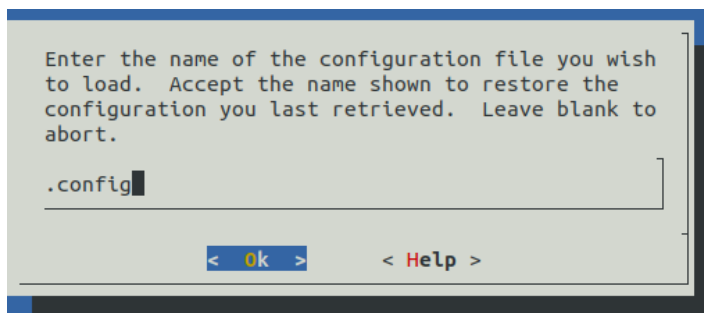 Enter the name of the configuration file you wish
to load.  Accept the name shown to restore the
configuration you last retrieved.  Leave blank to
abort.
.config
<  Ok  >        < Help >